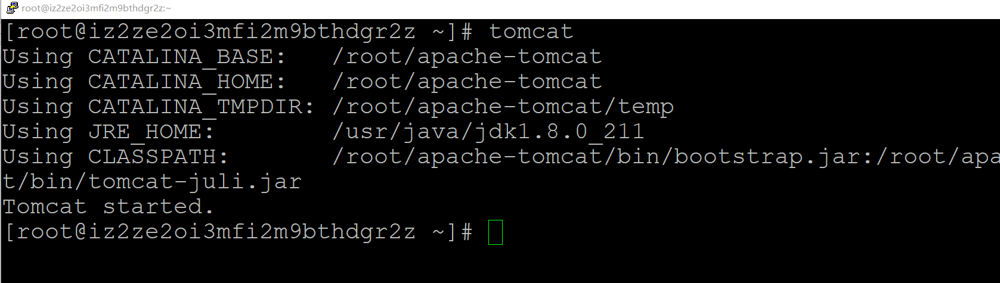 root@iz2ze2oi3mfi2m9bthdgr2z:~
[root@iz2ze2oi3mfi2m9bthdgr2z ~]# tomcat
Using CATALINA_BASE:   /root/apache-tomcat
Using CATALINA_HOME:   /root/apache-tomcat
Using CATALINA_TMPDIR: /root/apache-tomcat/temp
Using JRE_HOME:        /usr/java/jdk1.8.0_211
Using CLASSPATH:       /root/apache-tomcat/bin/bootstrap.jar:/root/apa
t/bin/tomcat-juli.jar
Tomcat started.
[root@iz2ze2oi3mfi2m9bthdgr2z ~]#